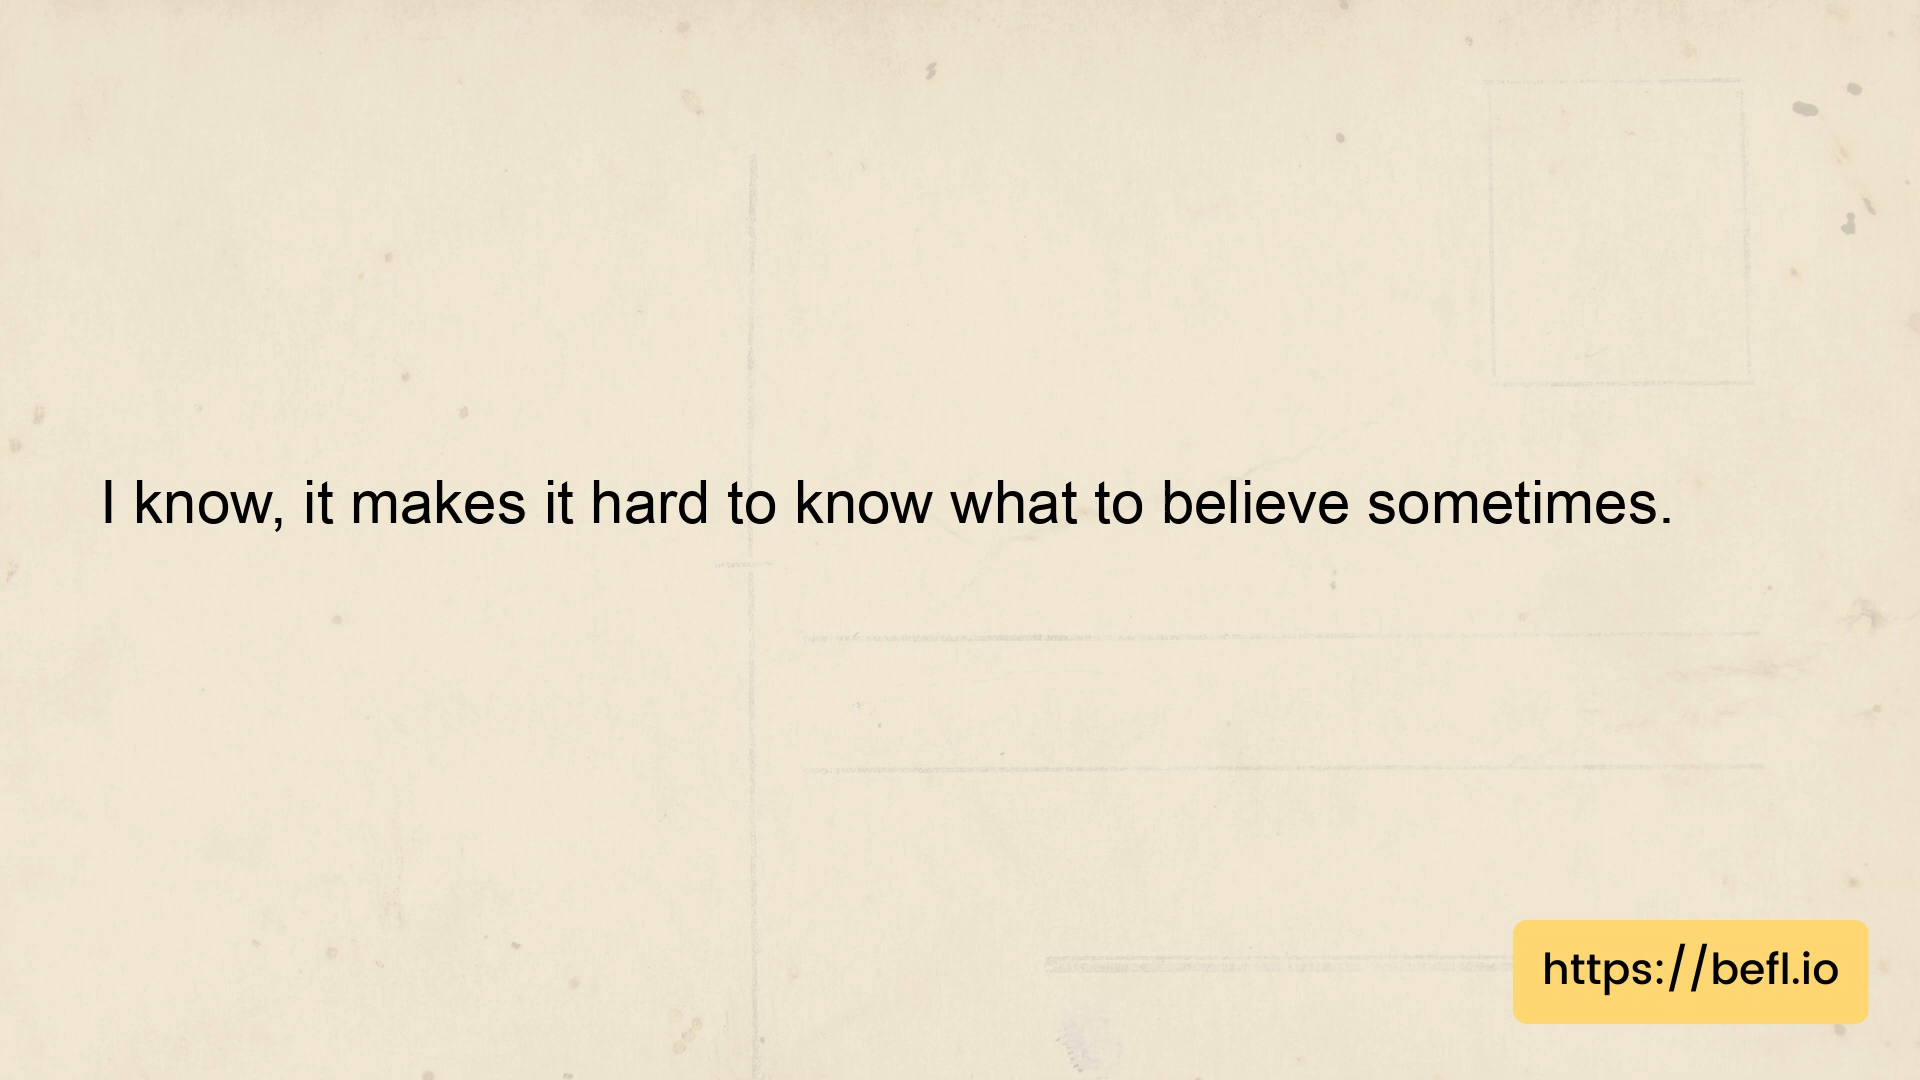 I know, it makes it hard to know what to believe sometimes.
https://befl.io